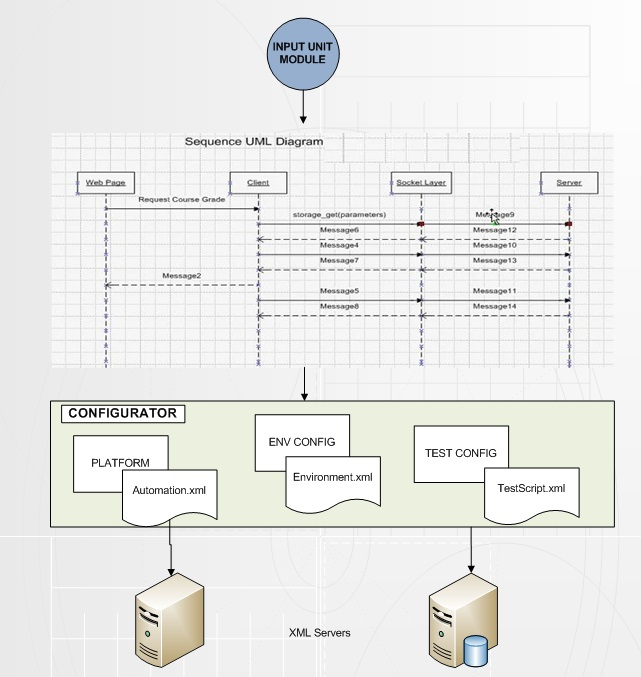 INPUT UNIT
MODULE
Sequence UML Diagram
Web Page
Client
Socket Layer
Server
Request Course Grade
storage_get(parameters)
Message9
Message6
Message12
Message4
Message10
Message7
Message13
Message2
Message5
Message11
Message8
Message14
CONFIGURATOR
PLATFORM
Automation.xml
ENV CONFIG
Environment.xml
TEST CONFIG
TestScript.xml
XML Servers